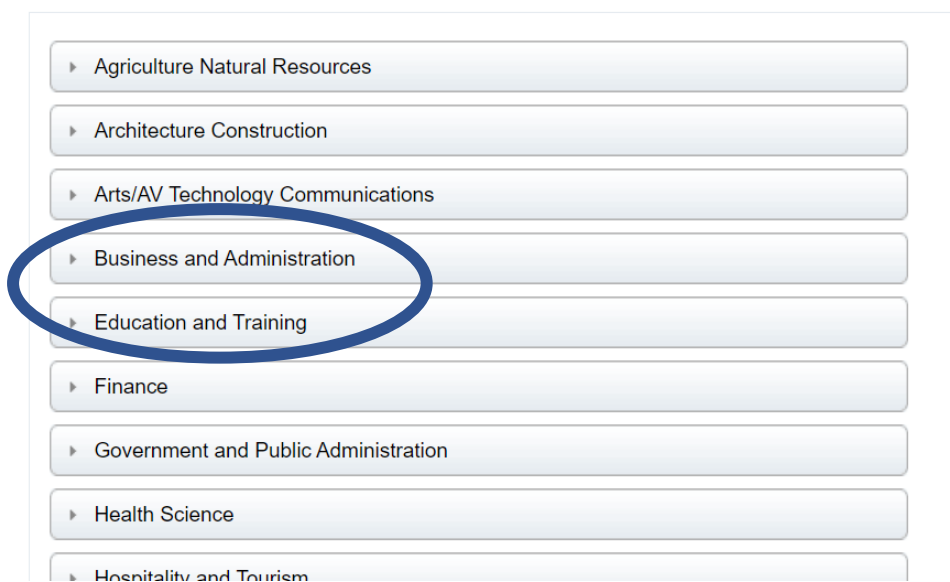 Agriculture Natural Resources
Architecture Construction
Arts/AV Technology Communications
Business and Administration
Education and Training
Finance
Government and Public Administration
Health Science
Hospitality and Tourism